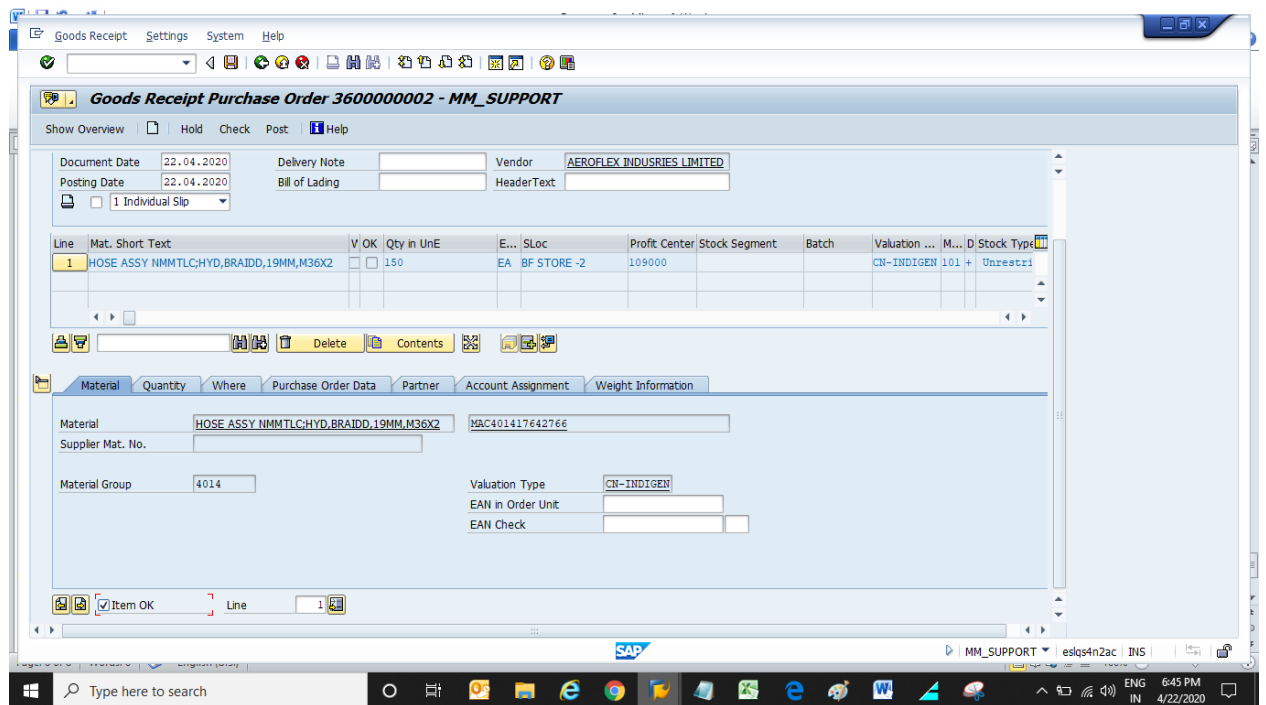 Goods Receipt Settings System Help
Goods Receipt Purchase Order 3600000002 - MM_SUPPORT
Show Overview Hold Check Post Help
Document Date 22.04.2020 Delivery Note Vendor AEROFLEX INDUSRIES LIMITED
Posting Date 22.04.2020 Bill of Lading HeaderText
1 Individual Slip
Line Mat. Short Text V OK Qty in UnE E... SLoc Profit Center Stock Segment Batch Valuation ... M... D Stock Type
1 HOSE ASSY NMMTLC;HYD,BRAIDD,19MM,M36X2 150 EA BF STORE -2 109000 CN-INDIGEN 101 + Unrestri
Delete Contents
Material Quantity Where Purchase Order Data Partner Account Assignment Weight Information
Material HOSE ASSY NMMTLC;HYD,BRAIDD,19MM,M36X2 MAC401417642766
Supplier Mat. No.
Material Group 4014 Valuation Type CN-INDIGEN
EAN in Order Unit
EAN Check
Item OK Line 1
SAP MM_SUPPORT eslqs4n2ac INS
Type here to search ENG 6:45 PM
IN 4/22/2020